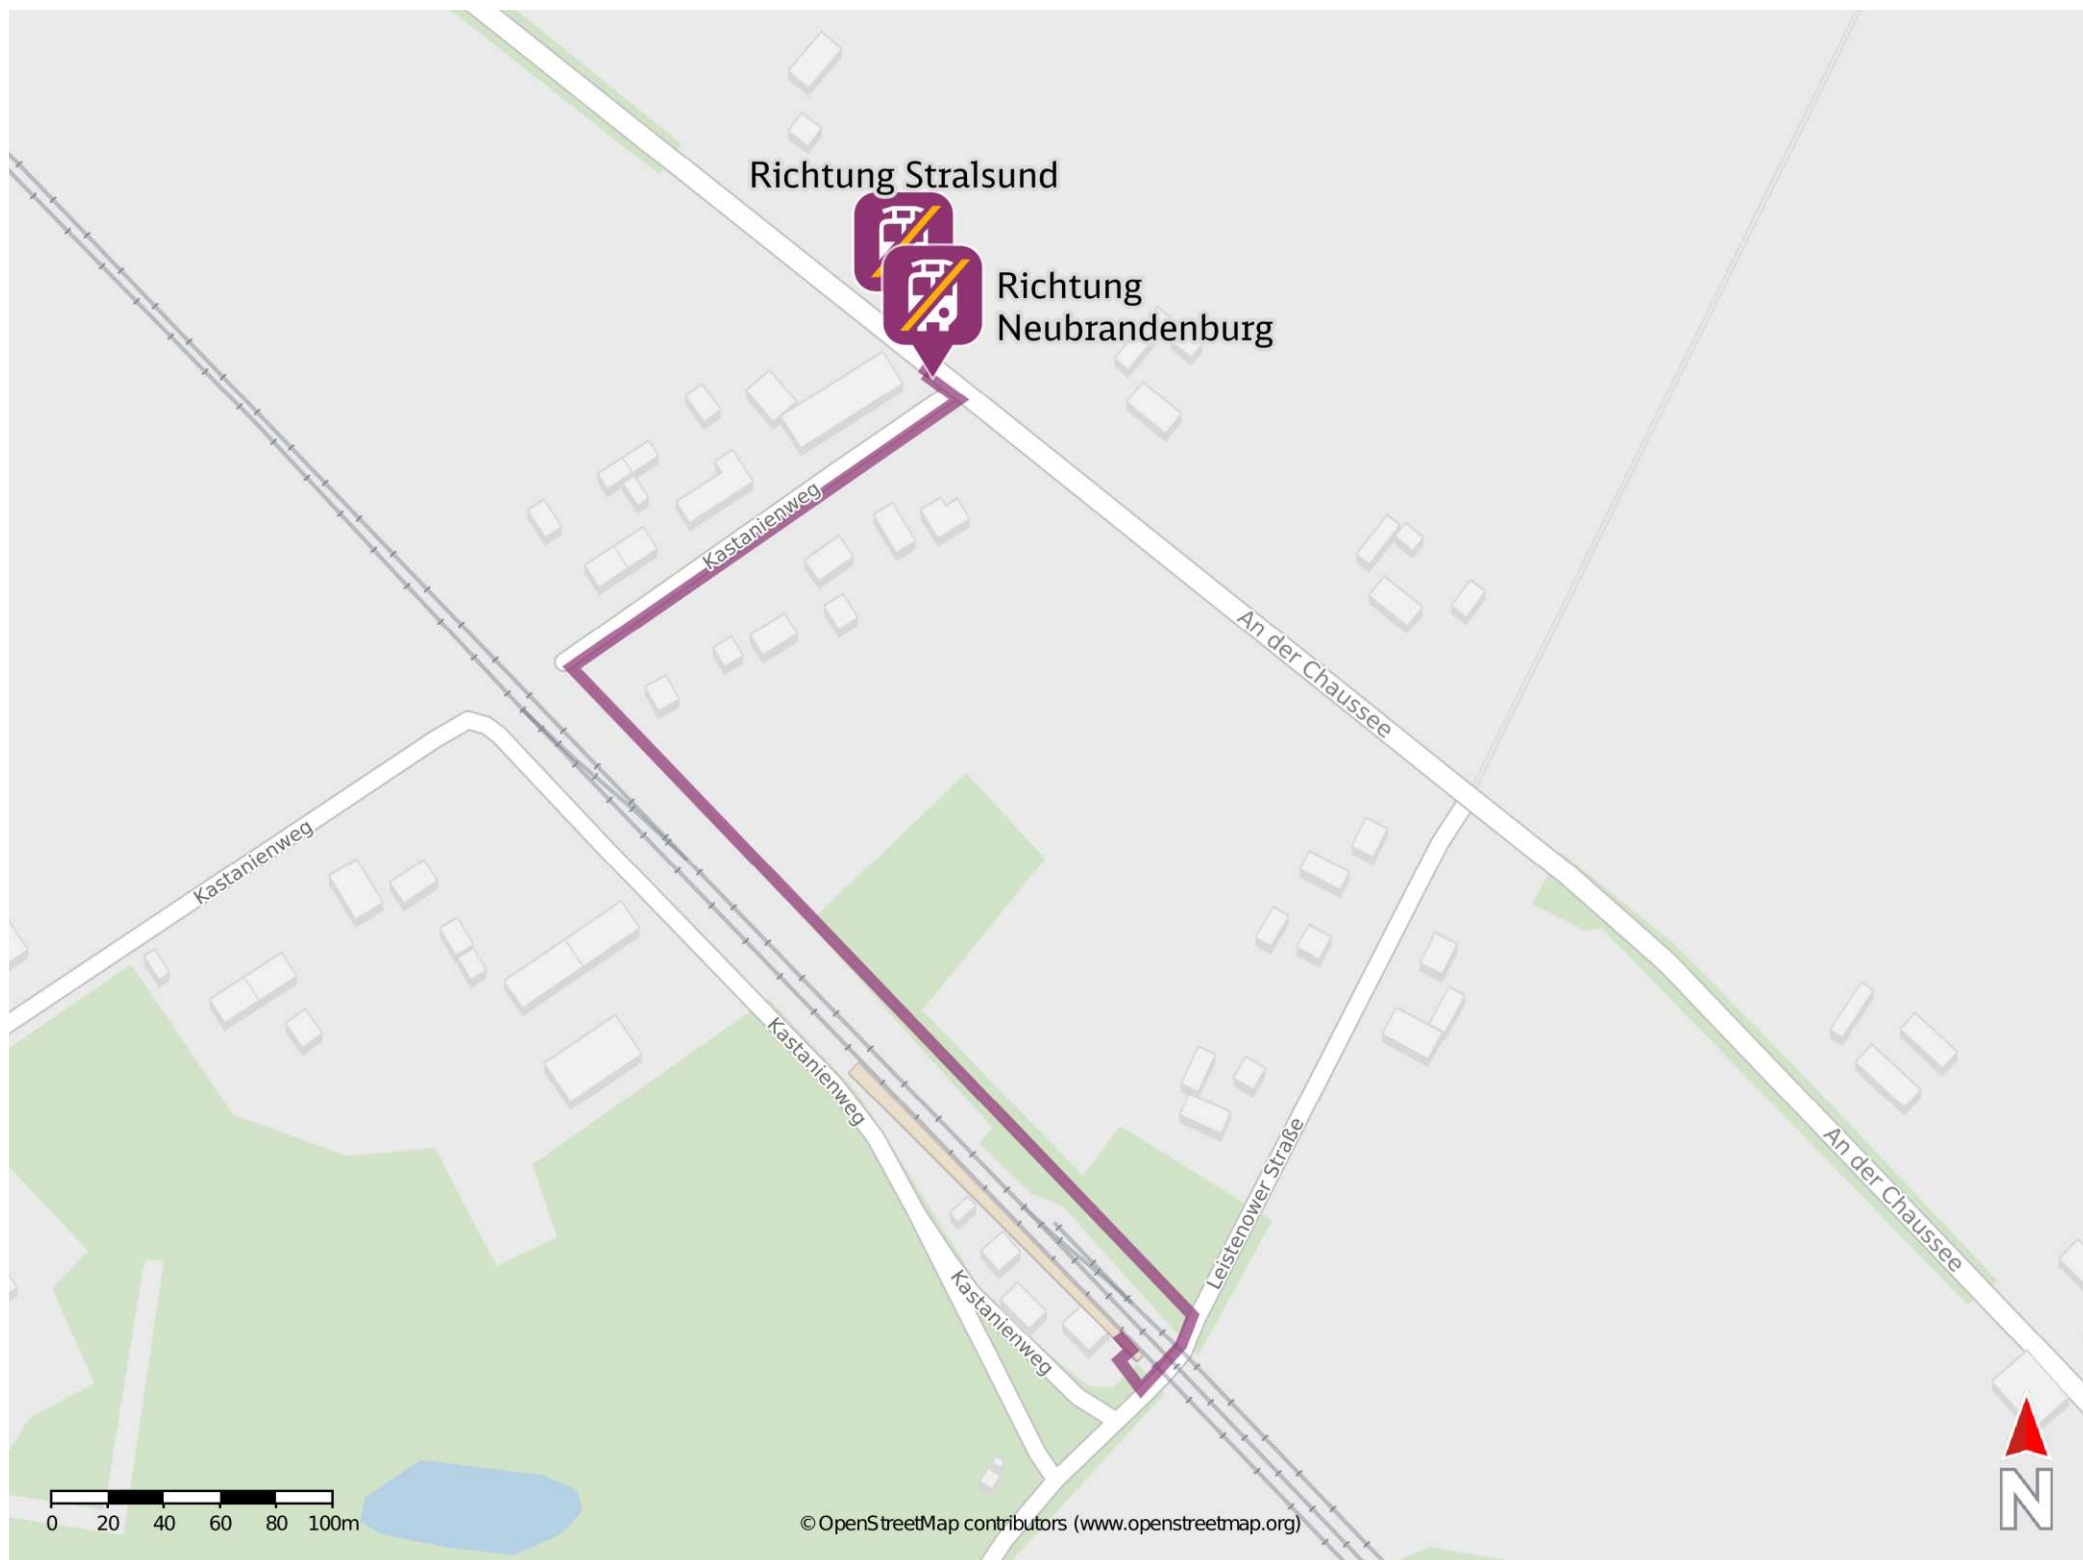 Richtung Stralsund
Richtung
Neubrandenburg
Kastanienweg
An der Chaussee
Kastanienweg
Kastanienweg
Leistenower Straße
An der Chaussee
Kastanienweg
0 20 40 60 80 100m
© OpenStreetMap contributors (www.openstreetmap.org)
N